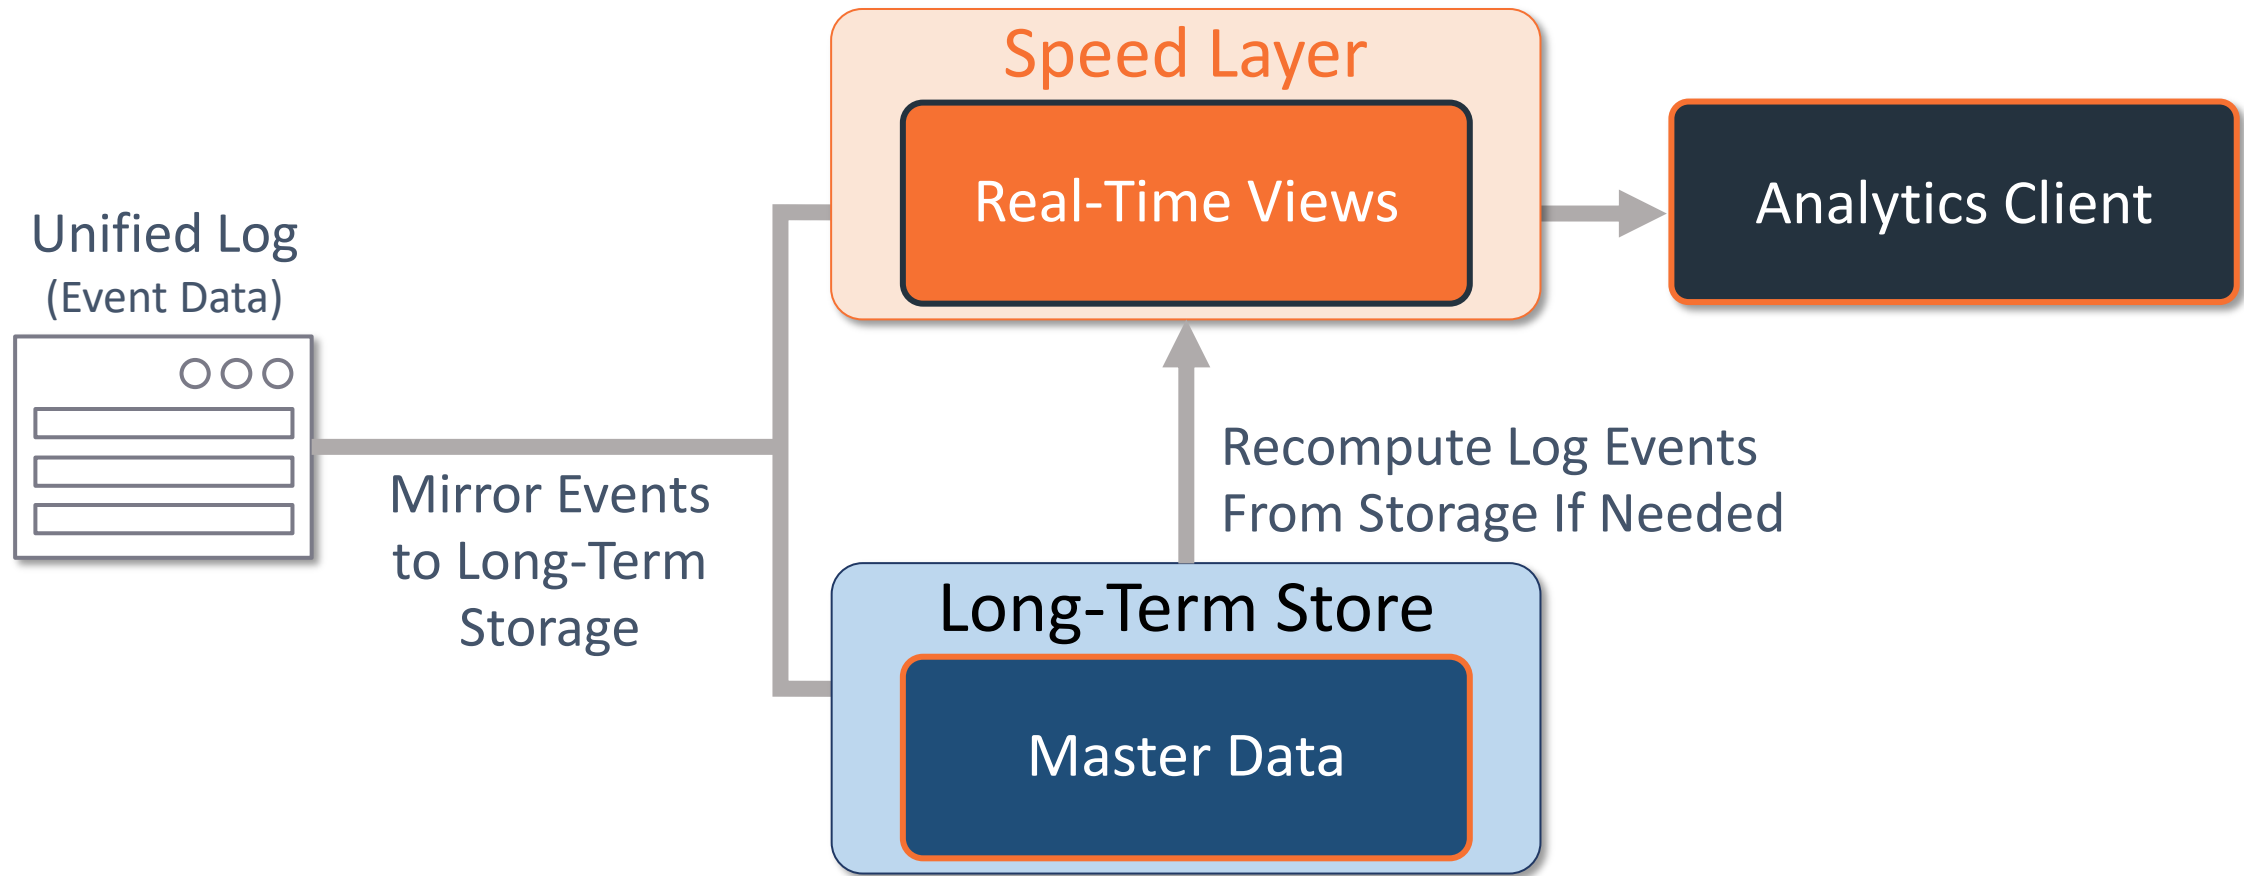 Speed Layer
Real-Time Views
Analytics Client
Unified Log
(Event Data)
Mirror Events
to Long-Term
Storage
Recompute Log Events
From Storage If Needed
Long-Term Store
Master Data